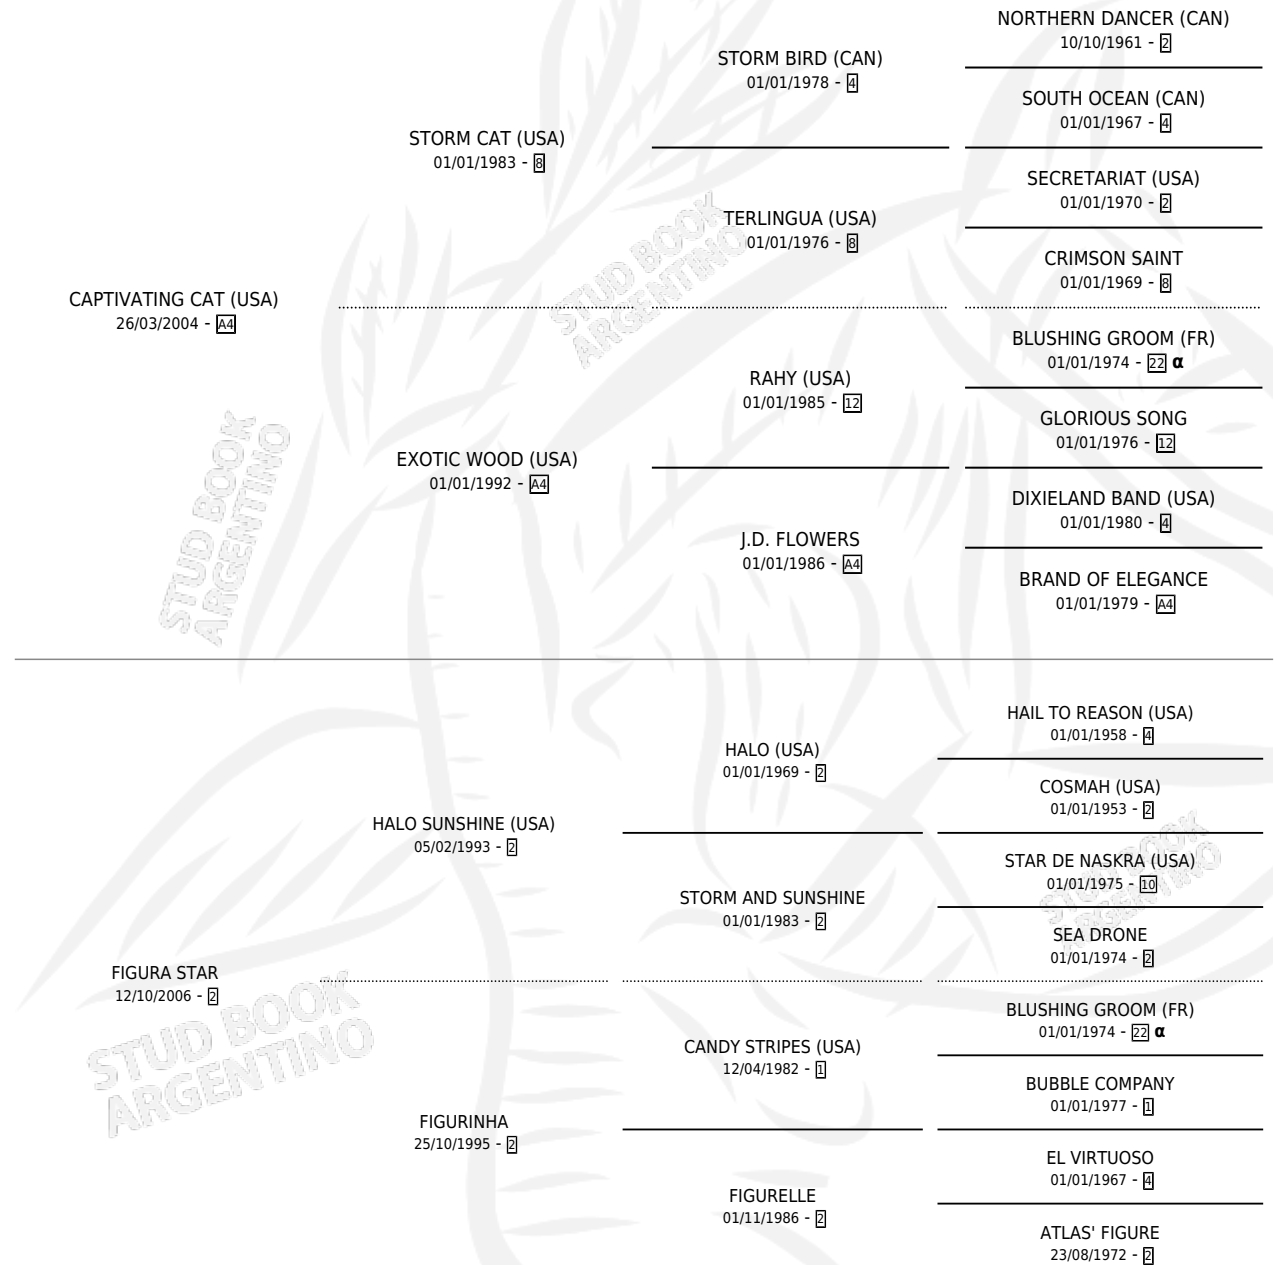 NORTHERN DANCER (CAN)
10/10/1961 - 2
STORM BIRD (CAN)
01/01/1978 - 4
SOUTH OCEAN (CAN)
01/01/1967 - 4
STORM CAT (USA)
01/01/1983 - 8
SECRETARIAT (USA)
01/01/1970 - 2
TERLINGUA (USA)
01/01/1976 - 8
CRIMSON SAINT
01/01/1969 - 8
CAPTIVATING CAT (USA)
26/03/2004 - A4
BLUSHING GROOM (FR)
01/01/1974 - 22 α
RAHY (USA)
01/01/1985 - 12
GLORIOUS SONG
01/01/1976 - 12
EXOTIC WOOD (USA)
01/01/1992 - A4
DIXIELAND BAND (USA)
01/01/1980 - 4
J.D. FLOWERS
01/01/1986 - A4
BRAND OF ELEGANCE
01/01/1979 - A4
HAIL TO REASON (USA)
01/01/1958 - 4
HALO (USA)
01/01/1969 - 2
COSMAH (USA)
01/01/1953 - 2
HALO SUNSHINE (USA)
05/02/1993 - 2
STAR DE NASKRA (USA)
01/01/1975 - 10
STORM AND SUNSHINE
01/01/1983 - 2
SEA DRONE
01/01/1974 - 2
FIGURA STAR
12/10/2006 - 2
BLUSHING GROOM (FR)
01/01/1974 - 22 α
CANDY STRIPES (USA)
12/04/1982 - 1
BUBBLE COMPANY
01/01/1977 - 1
FIGURINHA
25/10/1995 - 2
EL VIRTUOSO
01/01/1967 - 4
FIGURELLE
01/11/1986 - 2
ATLAS' FIGURE
23/08/1972 - 2
STUD BOOK
ARGENTINO
STUD BOOK
ARGENTINO
STUD BOOK
ARGENTINO
STUD BOOK
ARGENTINO